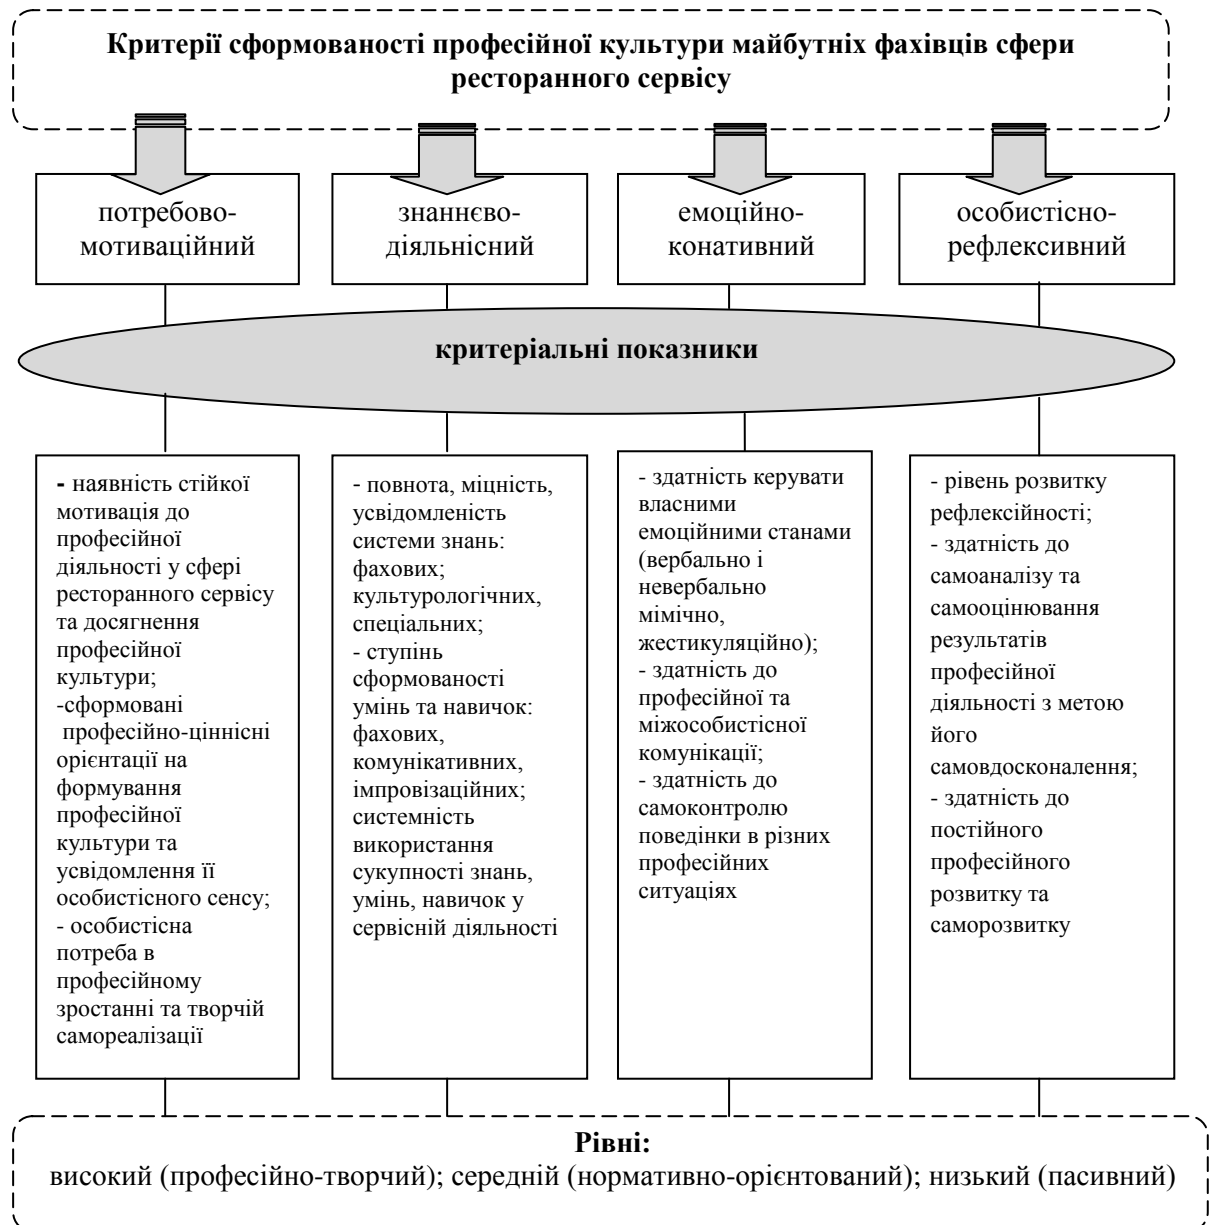 Критерії сформованості професійної культури майбутніх фахівців сфери
ресторанного сервісу
потребово-
мотиваційний
знаннєво-
діяльнісний
емоційно-
конативний
особистісно-
рефлексивний
критеріальні показники
- наявність стійкої
мотивація до
професійної
діяльності у сфері
ресторанного сервісу
та досягнення
професійної
культури;
-сформовані
професійно-ціннісні
орієнтації на
формування
професійної
культури та
усвідомлення її
особистісного сенсу;
- особистісна
потреба в
професійному
зростанні та творчій
самореалізації
- повнота, міцність,
усвідомленість
системи знань:
фахових;
культурологічних,
спеціальних;
- ступінь
сформованості
умінь та навичок:
фахових,
комунікативних,
імпровізаційних;
системність
використання
сукупності знань,
умінь, навичок у
сервісній діяльності
- здатність керувати
власними
емоційними станами
(вербально і
невербально
мімічно,
жестикуляційно);
- здатність до
професійної та
міжособистісної
комунікації;
- здатність до
самоконтролю
поведінки в різних
професійних
ситуаціях
- рівень розвитку
рефлексійності;
- здатність до
самоаналізу та
самооцінювання
результатів
професійної
діяльності з метою
його
самовдосконалення;
- здатність до
постійного
професійного
розвитку та
саморозвитку
Рівні:
високий (професійно-творчий); середній (нормативно-орієнтований); низький (пасивний)